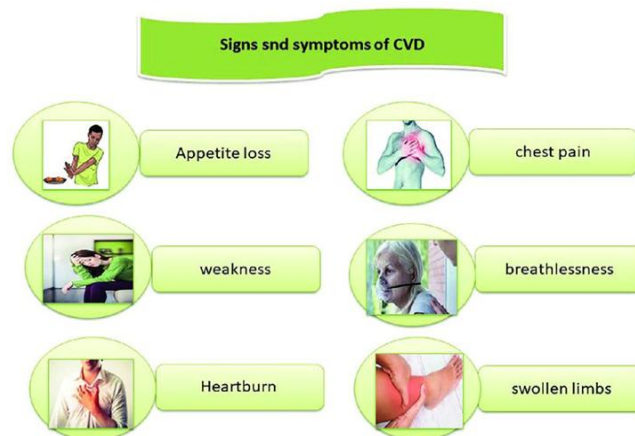 Signs snd symptoms of CVD
Appetite loss
chest pain
weakness
breathlessness
Heartburn
swollen limbs